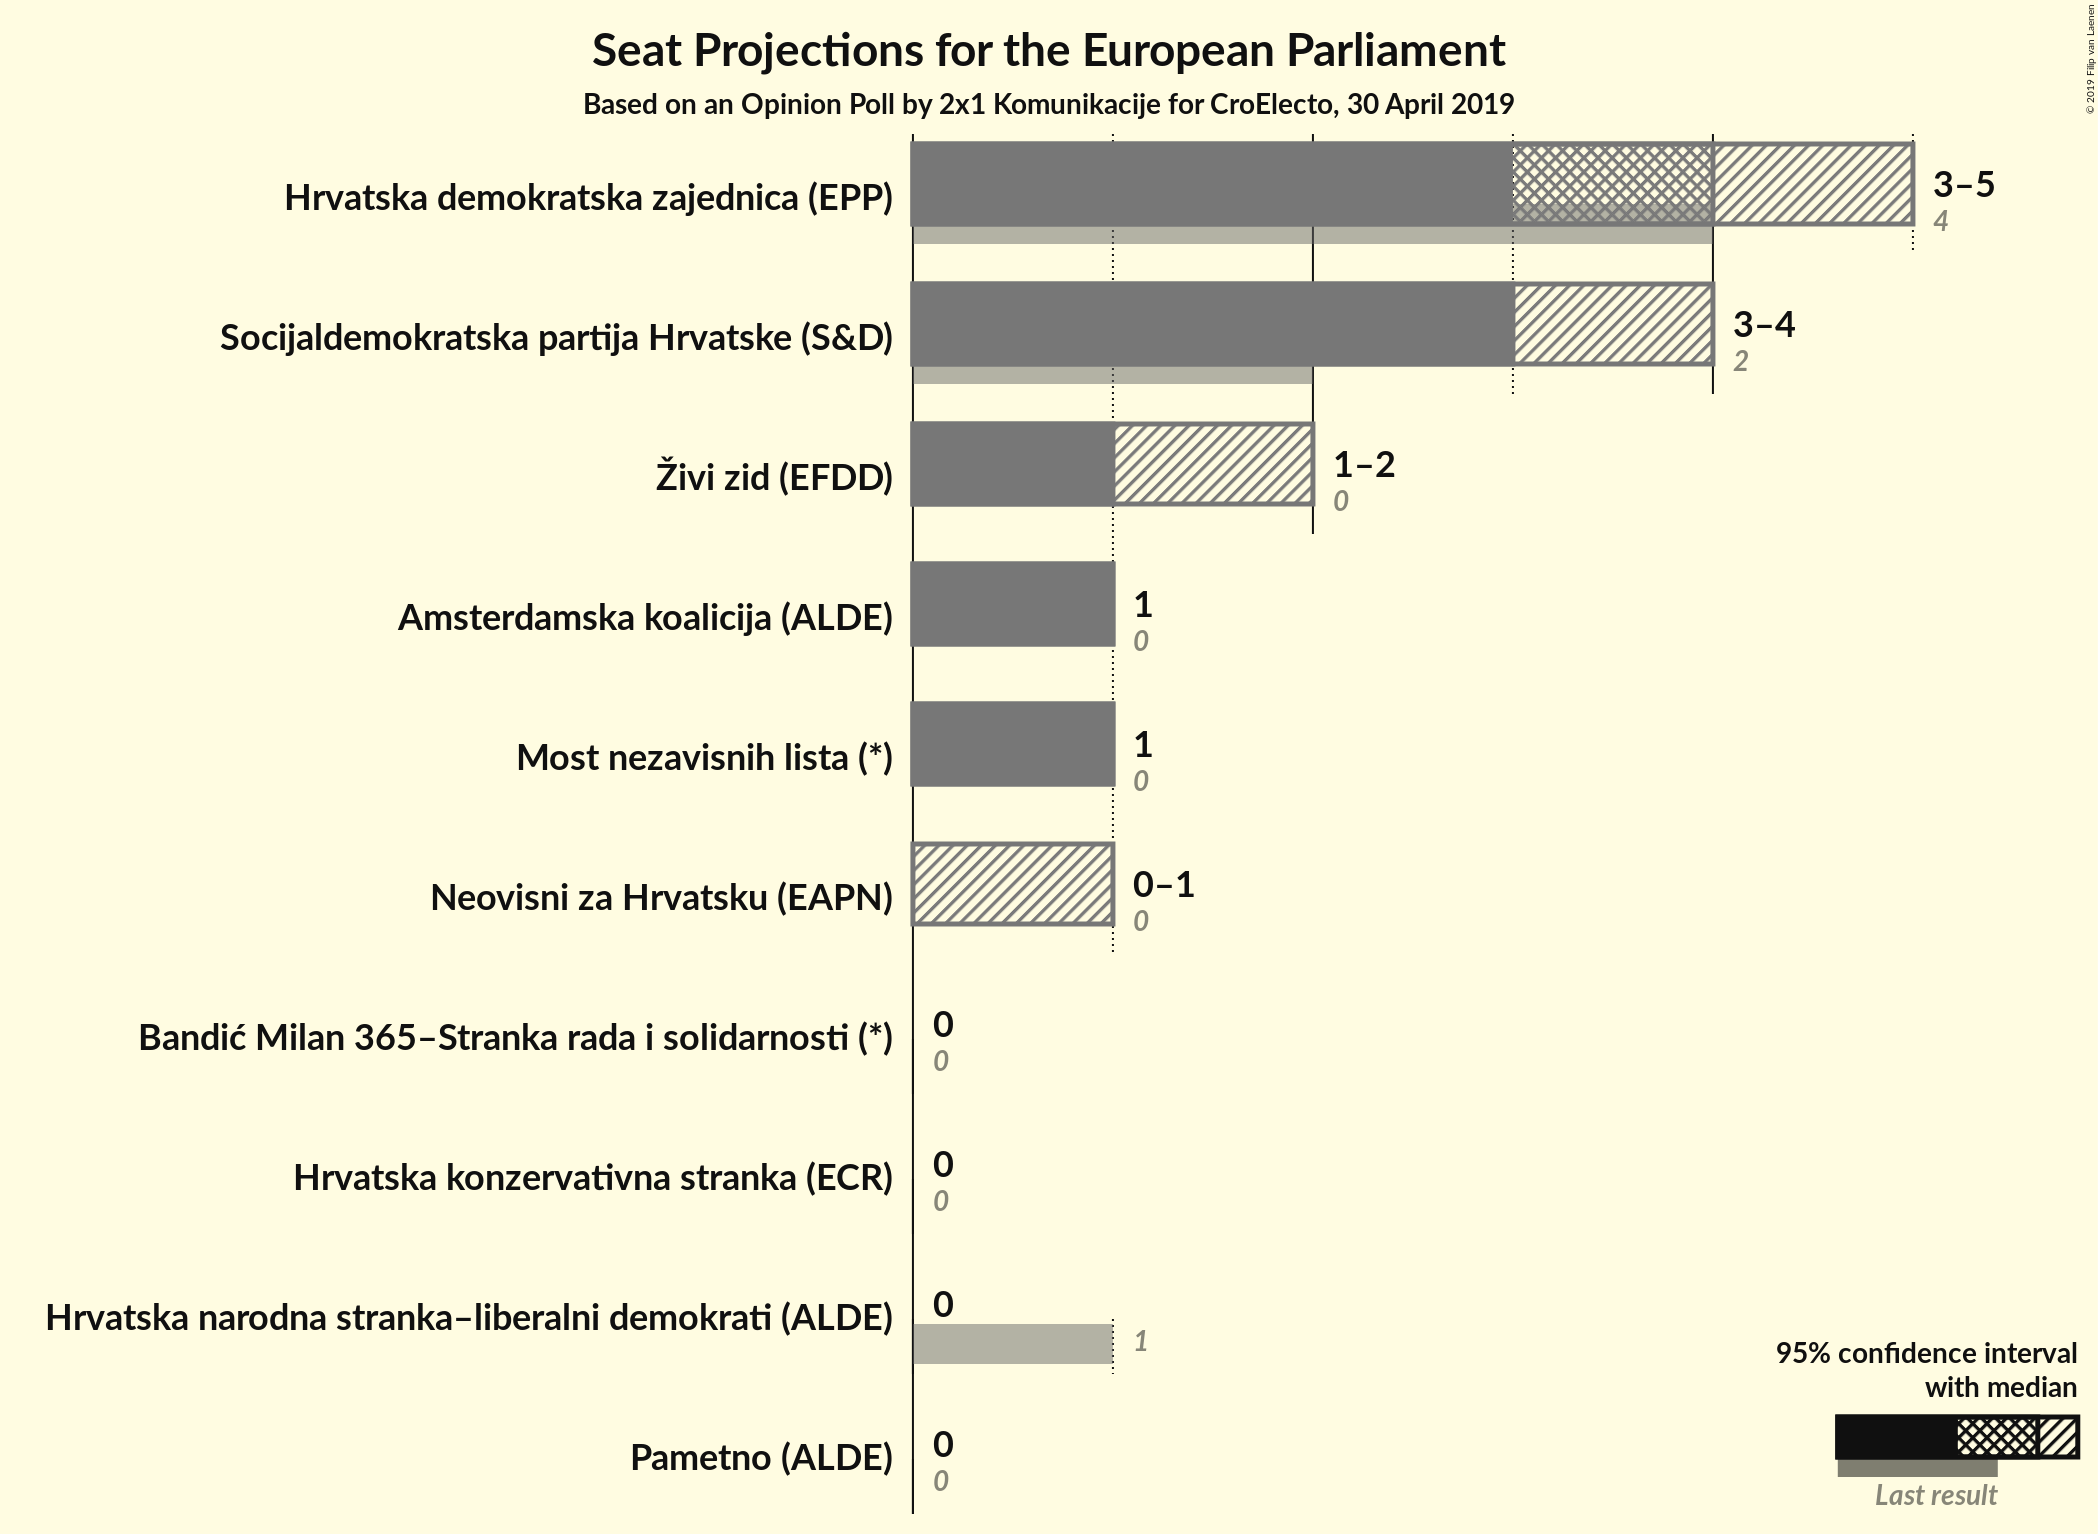 Seat Projections for the European Parliament
Based on an Opinion Poll by 2x1 Komunikacije for CroElecto, 30 April 2019
© 2019 Filip van Laenen
Hrvatska demokratska zajednica (EPP)
3–5
4
Socijaldemokratska partija Hrvatske (S&D)
3–4
2
Živi zid (EFDD)
1–2
0
Amsterdamska koalicija (ALDE)
1
0
Most nezavisnih lista (*)
1
0
Neovisni za Hrvatsku (EAPN)
0–1
0
Bandić Milan 365–Stranka rada i solidarnosti (*)
0
0
Hrvatska konzervativna stranka (ECR)
0
0
Hrvatska narodna stranka–liberalni demokrati (ALDE)
0
1
Pametno (ALDE)
0
0
95% confidence interval
with median
Last result